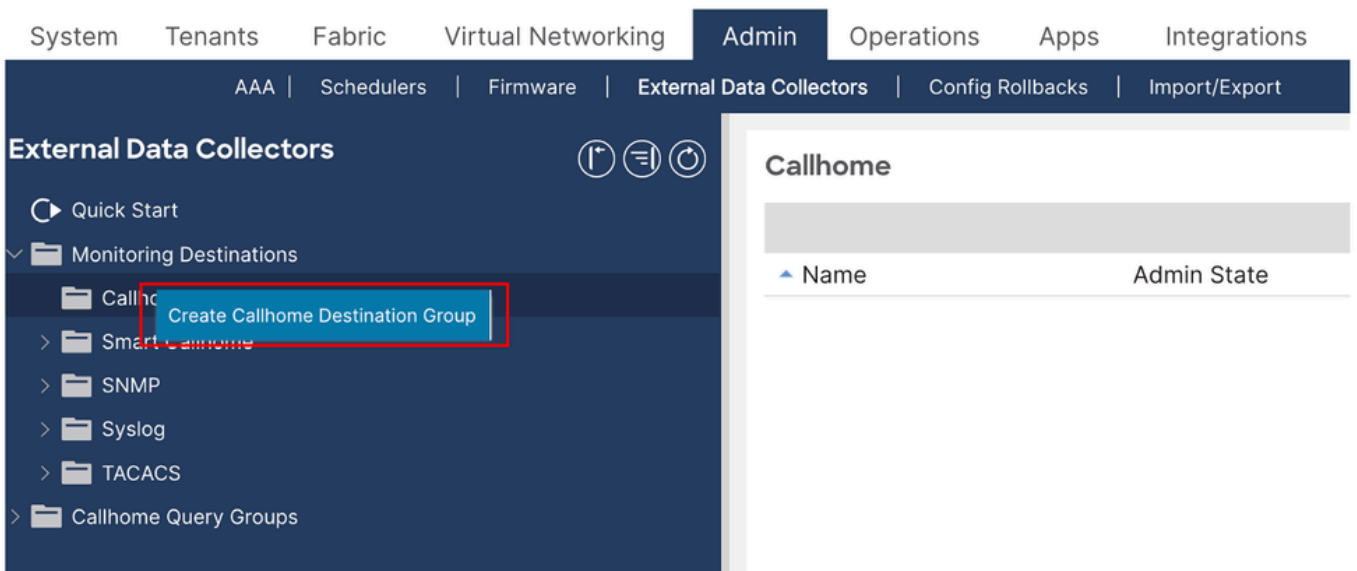 System Tenants Fabric Virtual Networking Admin Operations Apps Integrations
AAA | Schedulers | Firmware | External Data Collectors | Config Rollbacks | Import/Export
External Data Collectors
Quick Start
Monitoring Destinations
Create Callhome Destination Group
Smart Callhome
SNMP
Syslog
TACACS
Callhome Query Groups
Callhome
Name Admin State